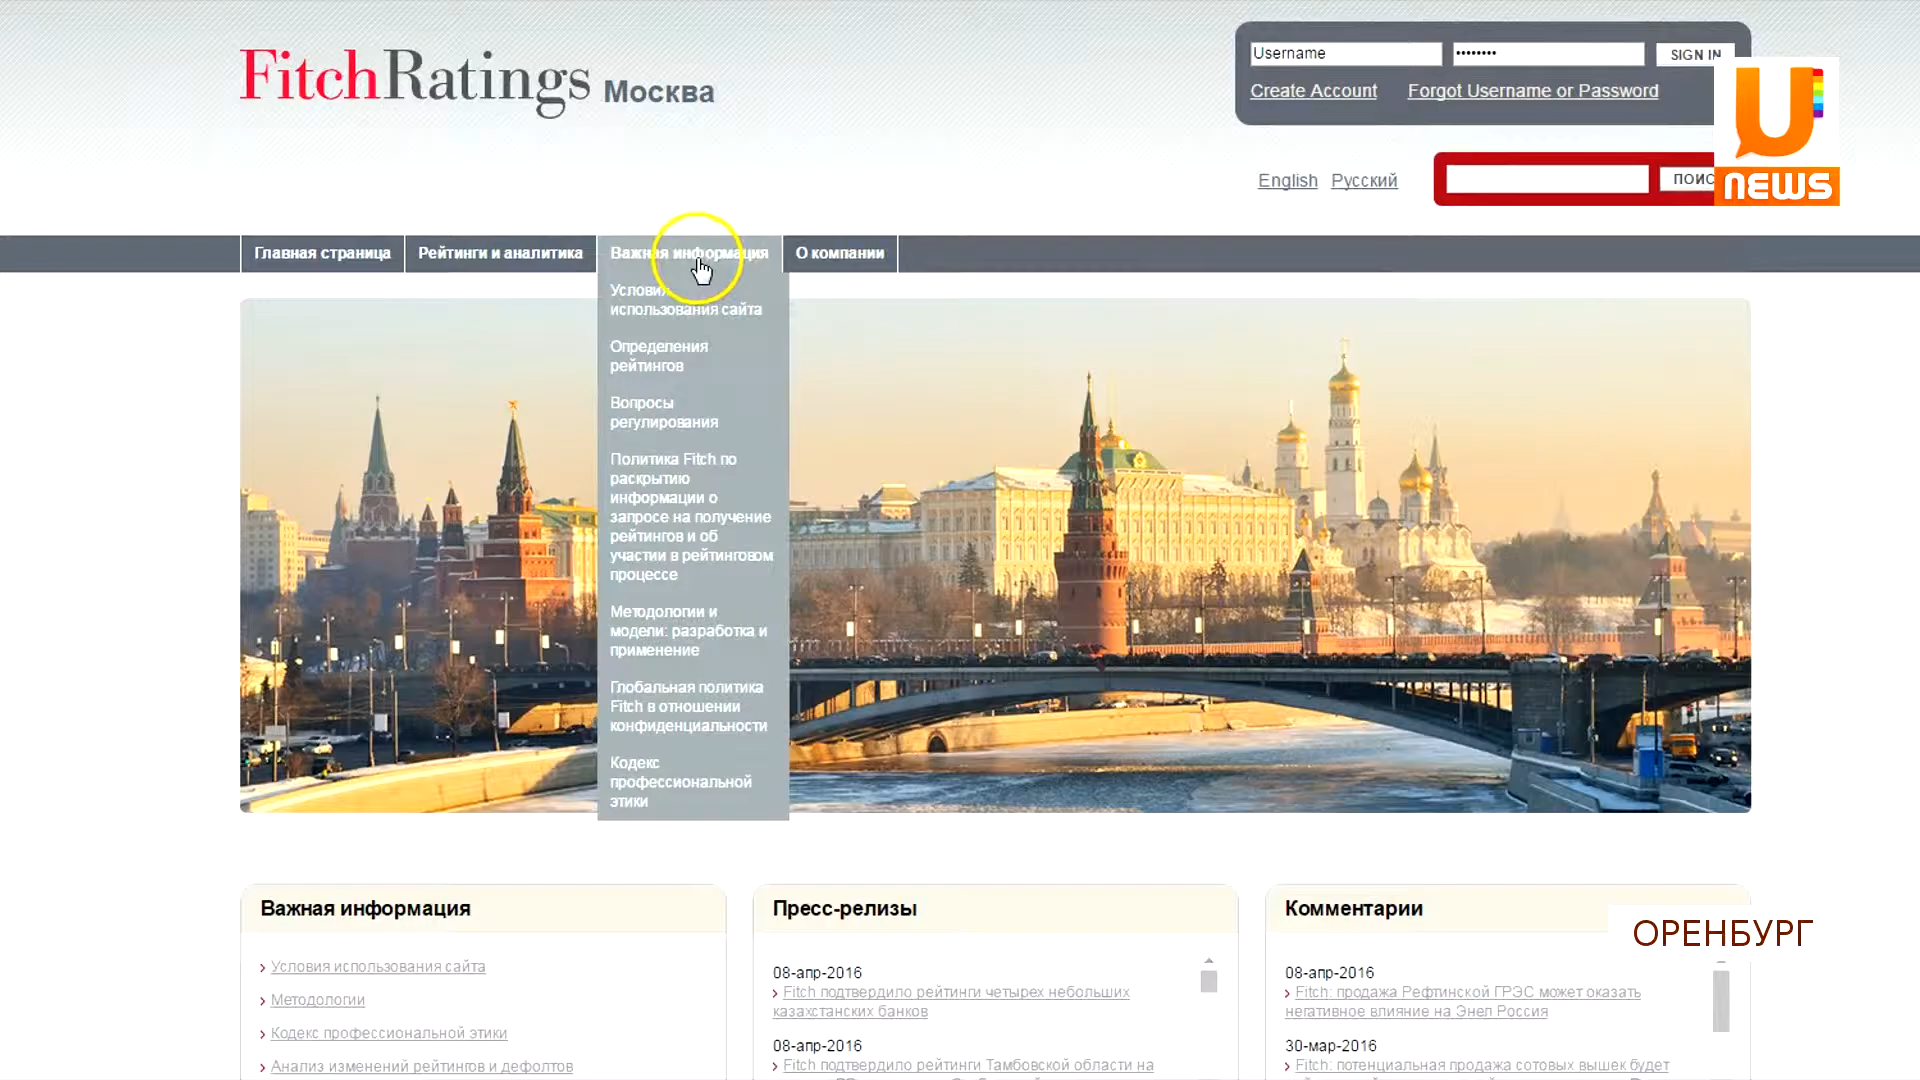 FitchRatings Москва
Username
SIGN IN
Create Account
Forgot Username or Password
English
Русский
U
NEWS
Главная страница
Рейтинги и аналитика
Важная информация
О компании
Условия
использования сайта
Определения
рейтингов
Вопросы
регулирования
Политика Fitch по
раскрытию
информации о
запросе на получение
рейтингов и об
участии в рейтинговом
процессе
Методологии и
модели: разработка и
применение
Глобальная политика
Fitch в отношении
конфиденциальности
Кодекс
профессиональной
этики
Важная информация
Условия использования сайта
Методологии
Кодекс профессиональной этики
Анализ изменений рейтингов и дефолтов
Пресс-релизы
08-апр-2016
Fitch подтвердило рейтинги четырех небольших
казахстанских банков
08-апр-2016
Fitch подтвердило рейтинги Тамбовской области на
Комментарии
08-апр-2016
Fitch: продажа Рефтинской ГРЭС может оказать
негативное влияние на Энел Россия
30-мар-2016
Fitch: потенциальная продажа сотовых вышек будет
ОРЕНБУРГ